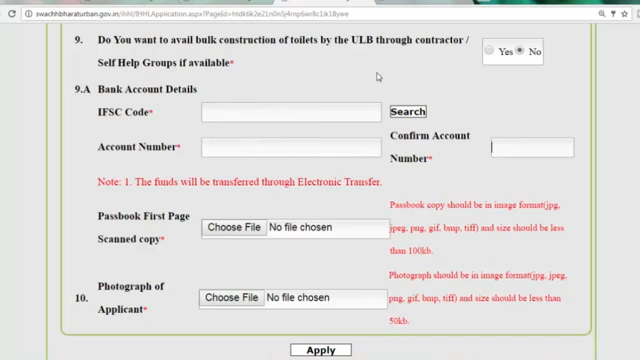 swachhbharaturban.gov.in/ihhl/IHHLApplication.aspx?PageId=
9. Do You want to avail bulk construction of toilets by the ULB through contractor /
Self Help Groups if available*
Yes No
9.A Bank Account Details
IFSC Code* Search
Account Number* Confirm Account
Number*
Note: 1. The funds will be transferred through Electronic Transfer.
Passbook First Page
Scanned copy*
Choose File No file chosen
Passbook copy should be in image format(jpg,
jpeg, png, gif, bmp, tiff) and size should be less
than 100kb.
10. Photograph of
Applicant*
Choose File No file chosen
Photograph should be in image format(jpg, jpeg,
png, gif, bmp, tiff) and size should be less than
50kb.
Apply